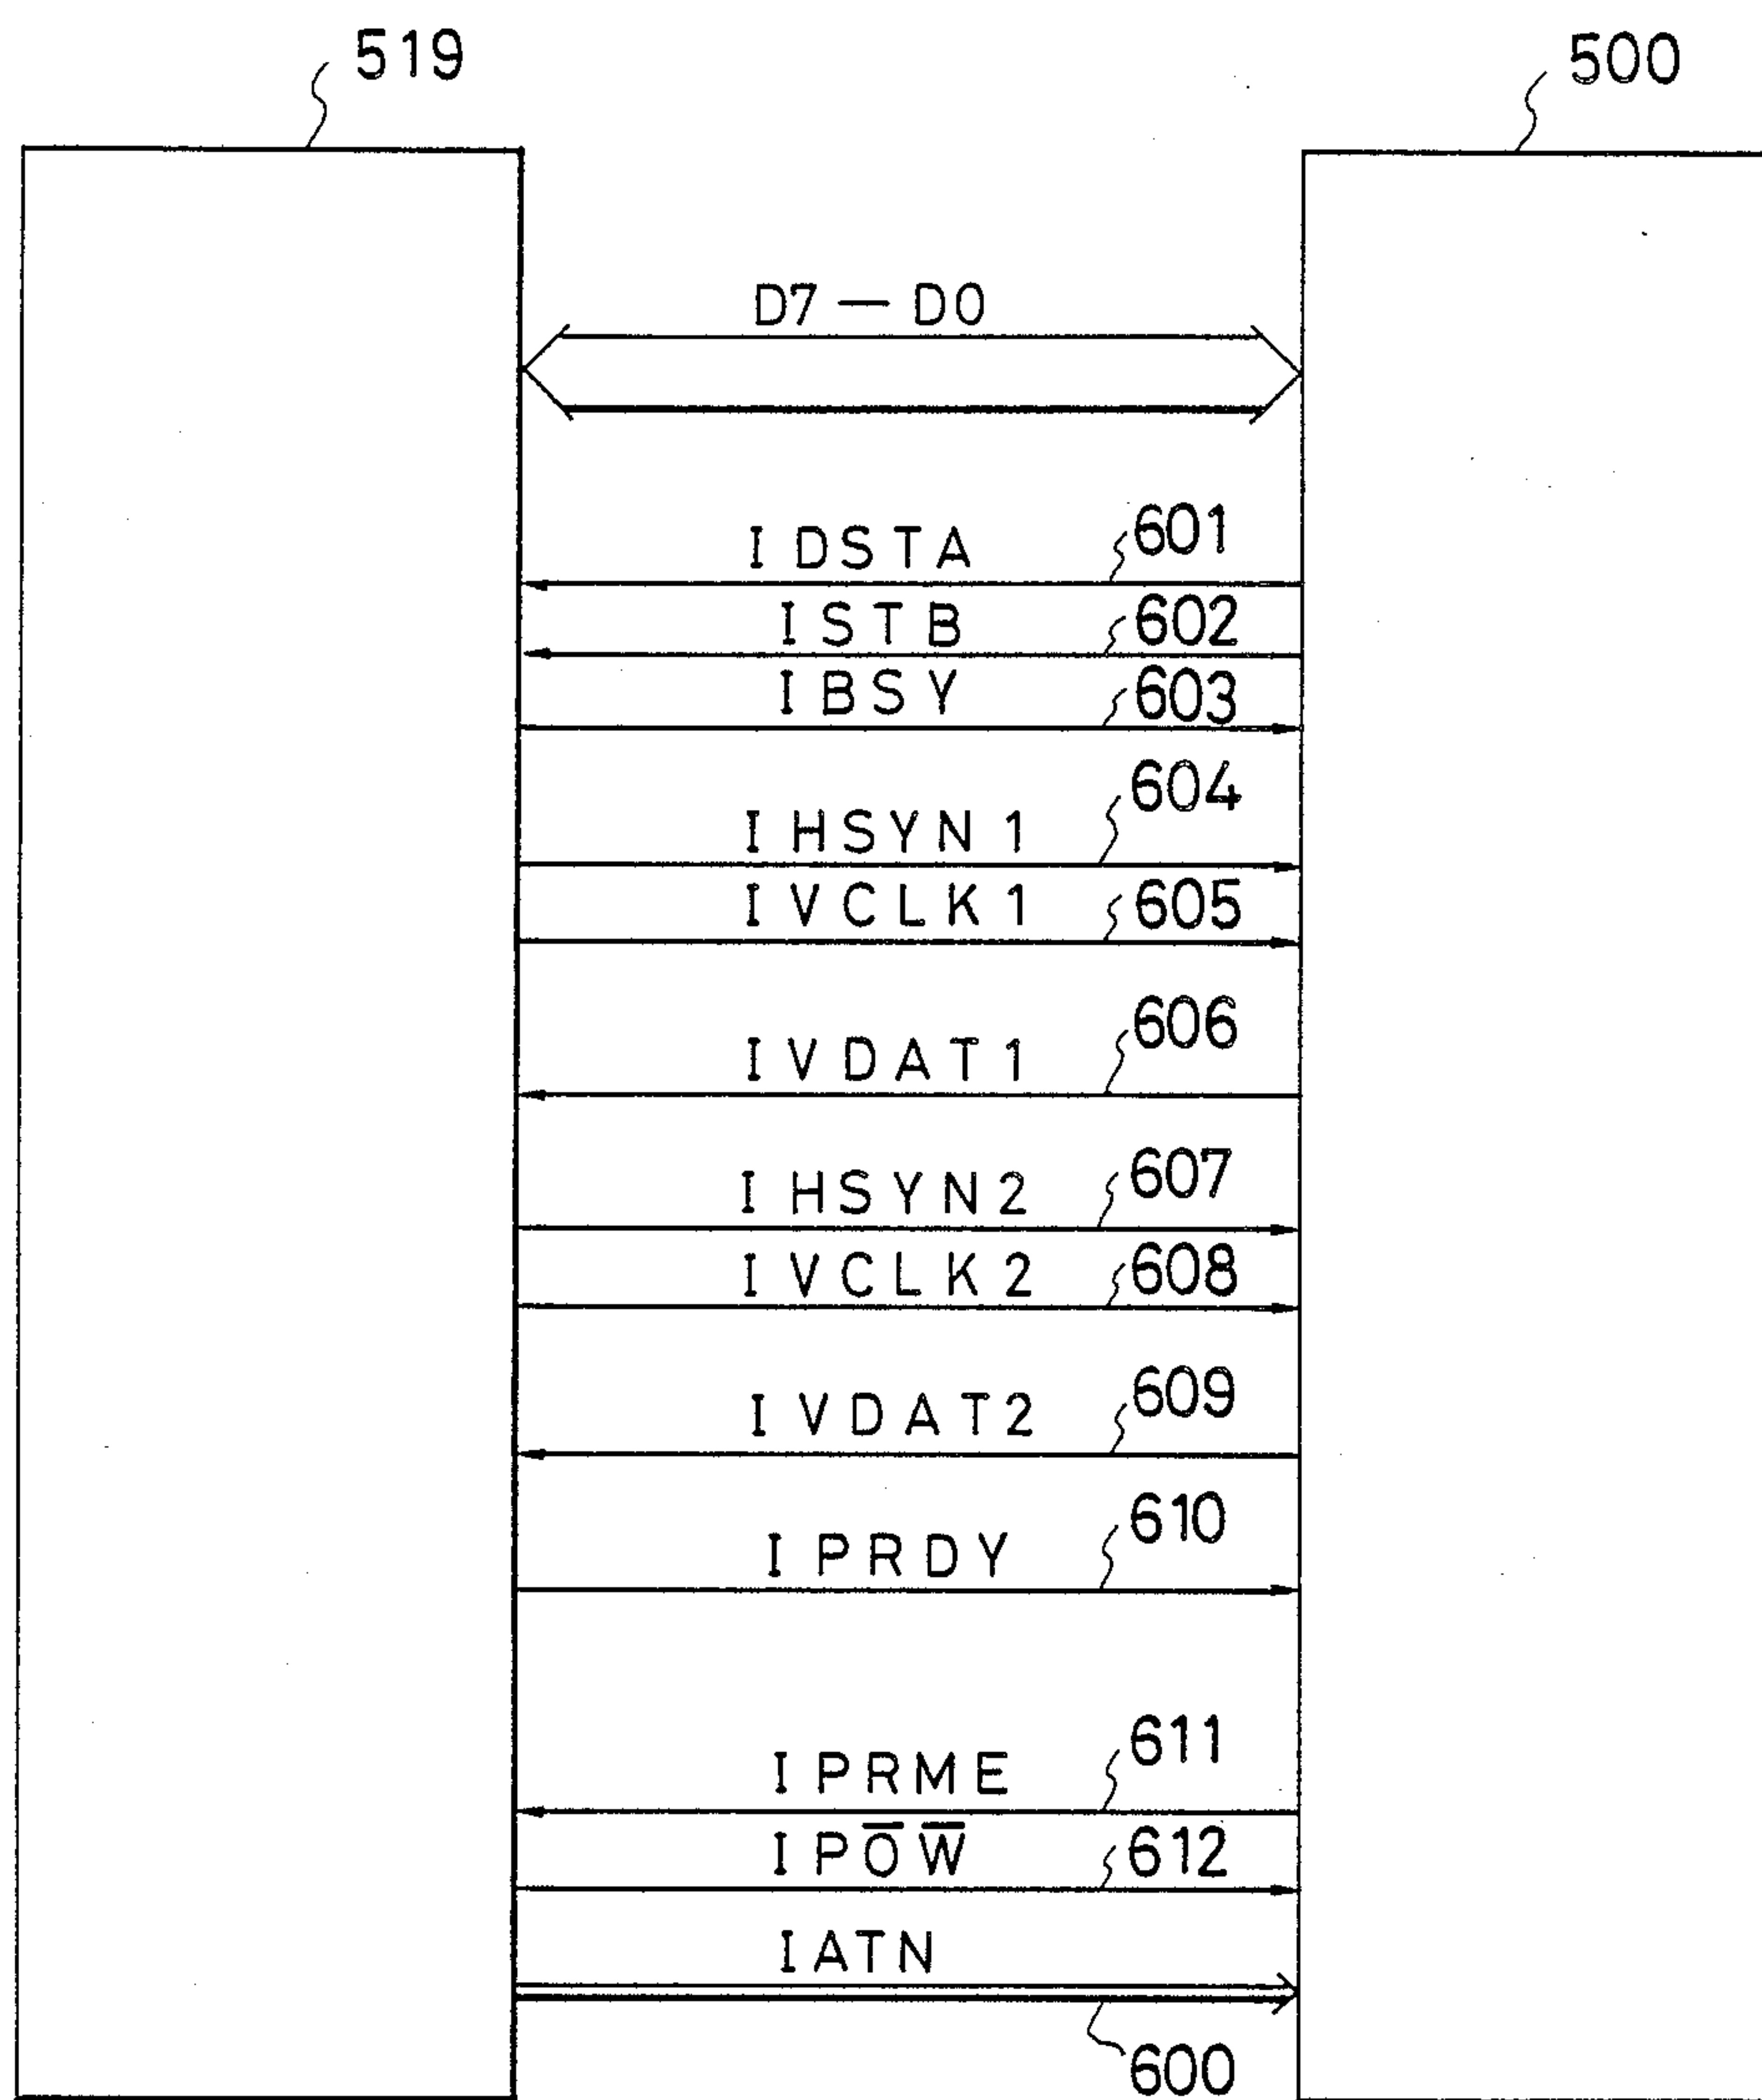 519
500
D7 — D0
IDSTA 601
ISTB 602
IBSY 603
604
IHSYN1
IVCLK1 605
606
IVDAT1
607
IHSYN2
IVCLK2 608
609
IVDAT2
610
IPRDY
611
IPRME
IPO̅W̅ 612
IATN
600